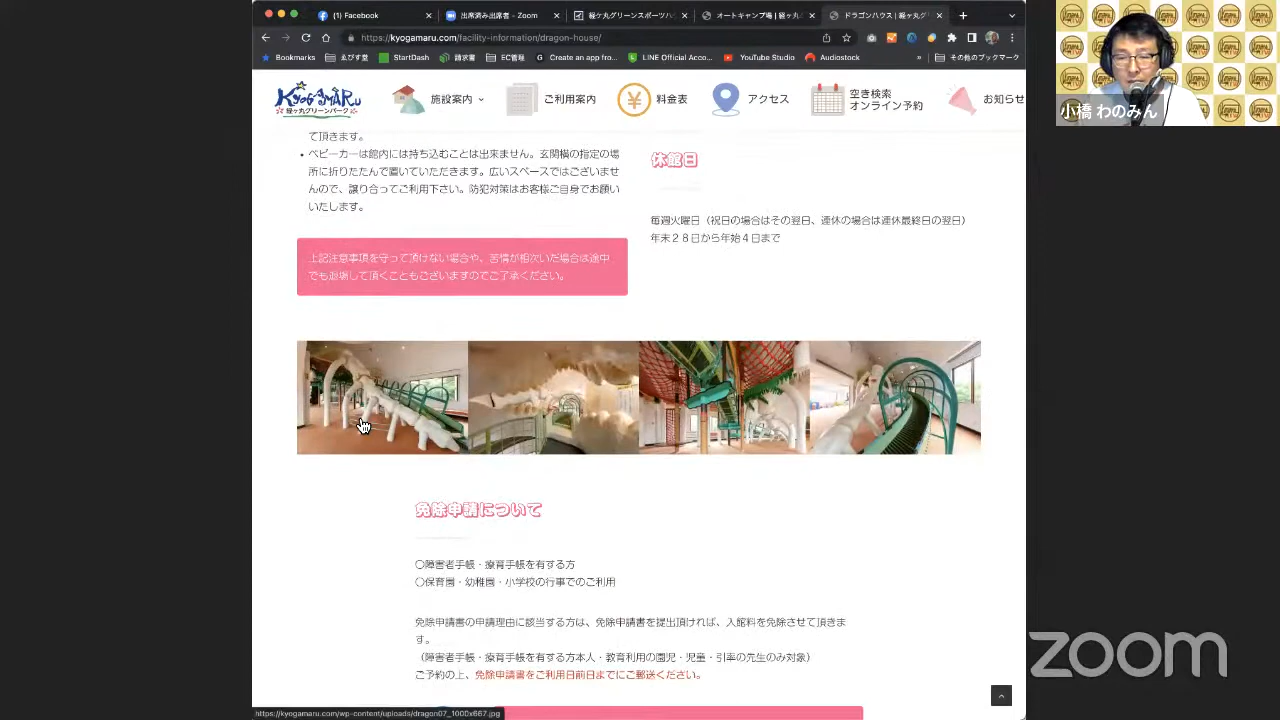 (1) Facebook
出席済み出席者 - Zoom
経ケ丸グリーンスポーツハ
オートキャンプ場 | 経ヶ丸
ドラゴンハウス | 経ヶ丸グ
https://kyogamaru.com/facility-information/dragon-house/
Bookmarks
ゑびす塾
StartDash
請求書
EC管理
Create an app fro...
LINE Official Acco...
YouTube Studio
Audiostock
»
その他のブックマーク
KYOGAMARU
経ヶ丸グリーンパーク
施設案内
ご利用案内
料金表
アクセス
空き検索
オンライン予約
お知らせ
小橋 わのみん
て頂きます。
• ベビーカーは館内には持ち込むことは出来ません。玄関横の指定の場
所に折りたたんで置いていただきます。広いスペースではございませ
んので、譲り合ってご利用下さい。防犯対策はお客様ご自身でお願い
いたします。
上記注意事項を守って頂けない場合や、苦情が相次いだ場合は途中
でも退場して頂くこともございますのでご了承ください。
休館日
毎週火曜日（祝日の場合はその翌日、連休の場合は連休最終日の翌日）
年末２８日から年始４日まで
免除申請について
○障害者手帳・療育手帳を有する方
○保育園・幼稚園・小学校の行事でのご利用
免除申請書の申請理由に該当する方は、免除申請書を提出頂ければ、入館料を免除させて頂きま
す。
（障害者手帳・療育手帳を有する方本人・教育利用の園児・児童・引率の先生のみ対象）
ご予約の上、免除申請書をご利用日前日までにご郵送ください。
https://kyogamaru.com/wp-content/uploads/dragon07_1000x667.jpg
zoom